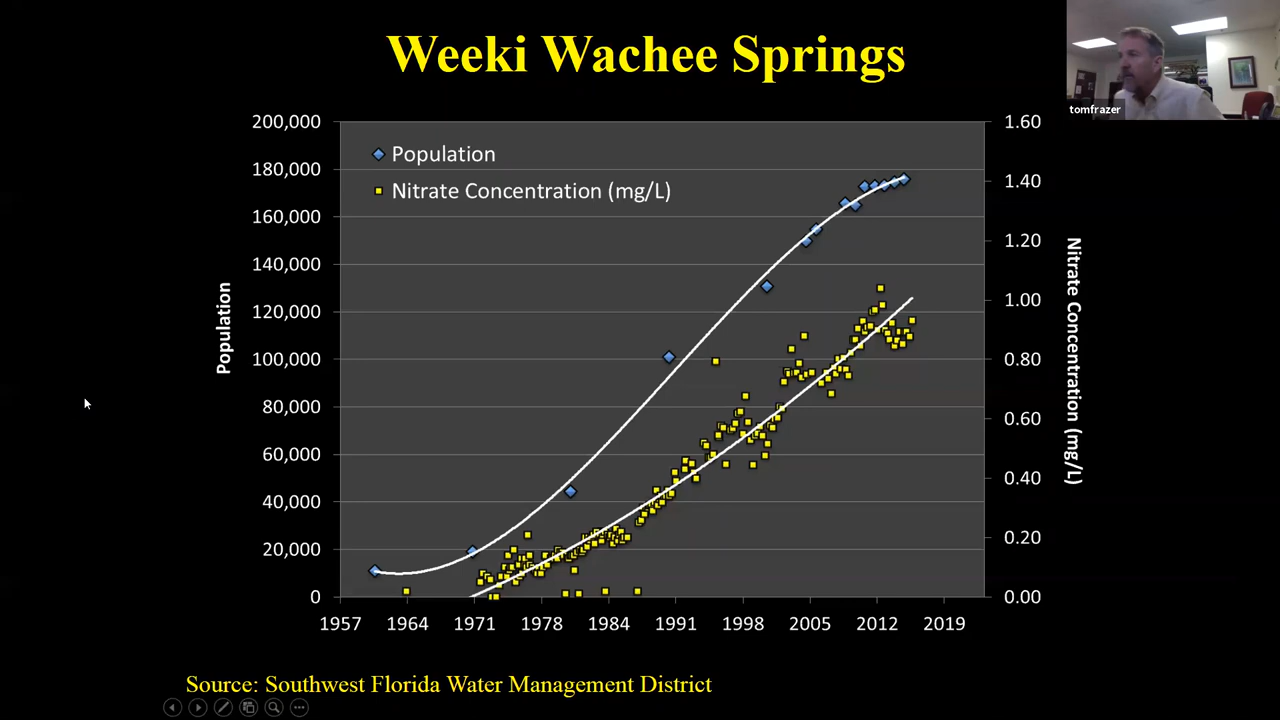 Weeki Wachee Springs
tomfrazer
200,000
180,000
160,000
140,000
120,000
100,000
80,000
60,000
40,000
20,000
0
Population
Population
Nitrate Concentration (mg/L)
1.60
1.40
1.20
1.00
0.80
0.60
0.40
0.20
0.00
Nitrate Concentration (mg/L)
1957 1964 1971 1978 1984 1991 1998 2005 2012 2019
Source: Southwest Florida Water Management District